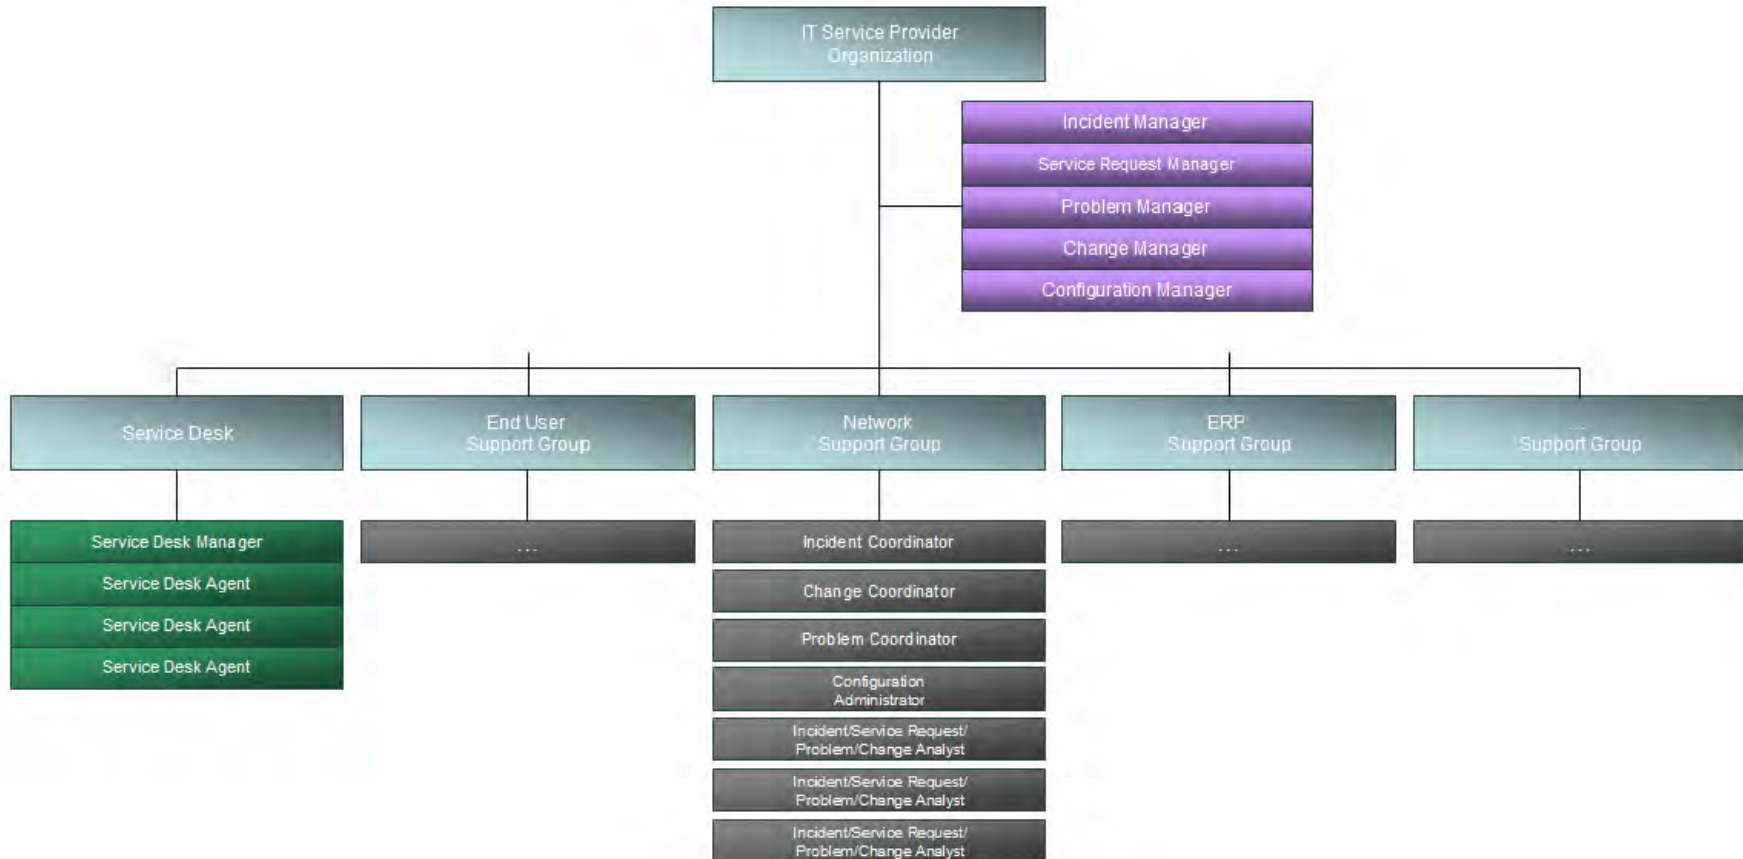 IT Service Provider
Organization
Incident Manager
Service Request Manager
Problem Manager
Change Manager
Configuration Manager
Service Desk
End User
Support Group
Network
Support Group
ERP
Support Group
...
Support Group
Service Desk Manager
Service Desk Agent
Service Desk Agent
Service Desk Agent
...
Incident Coordinator
Change Coordinator
Problem Coordinator
Configuration
Administrator
Incident/Service Request/
Problem/Change Analyst
Incident/Service Request/
Problem/Change Analyst
Incident/Service Request/
Problem/Change Analyst
...
...